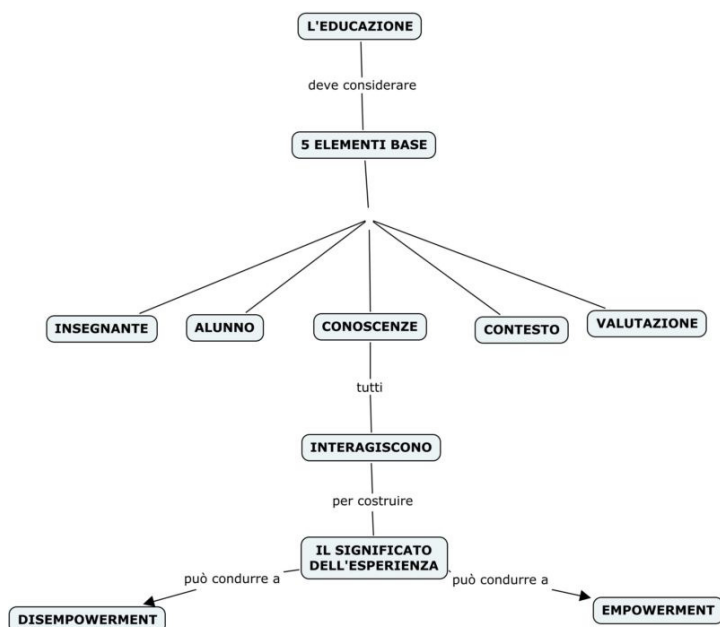 L'EDUCAZIONE
deve considerare
5 ELEMENTI BASE
INSEGNANTE
ALUNNO
CONOSCENZE
CONTESTO
VALUTAZIONE
tutti
INTERAGISCONO
per costruire
IL SIGNIFICATO
DELL'ESPERIENZA
può condurre a
può condurre a
DISEMPOWERMENT
EMPOWERMENT